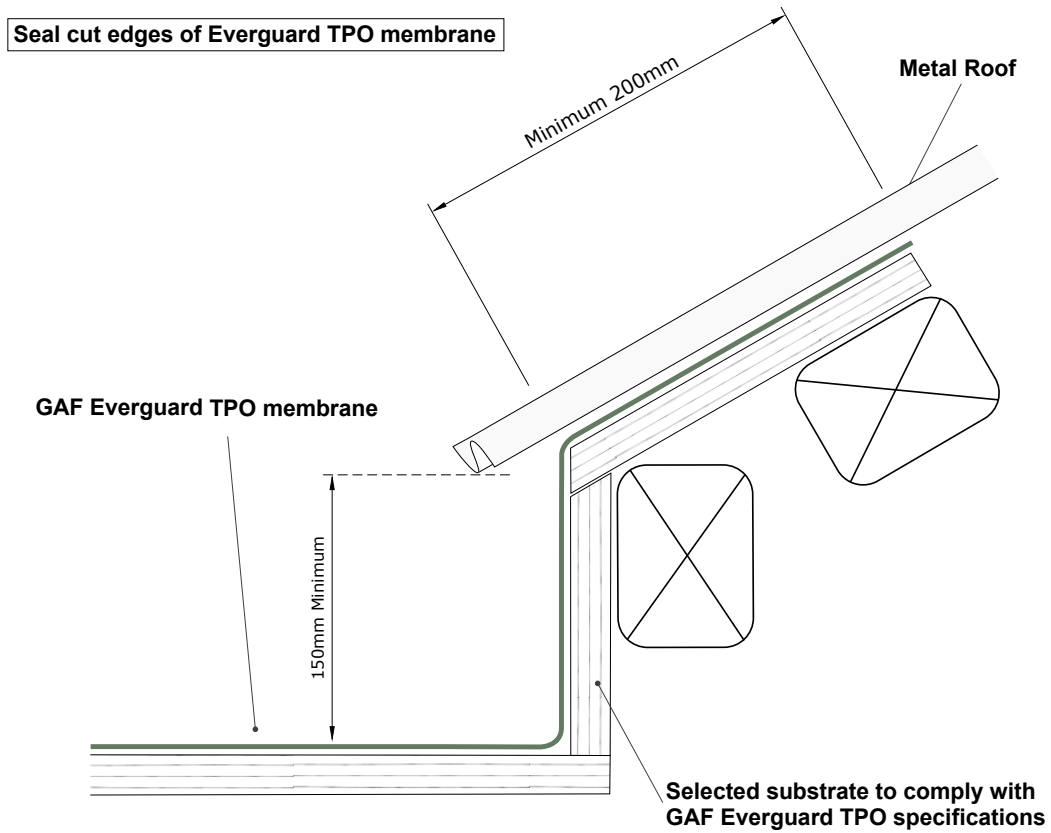 Seal cut edges of Everguard TPO membrane
Minimum 200mm
Metal Roof
GAF Everguard TPO membrane
150mm Minimum
Selected substrate to comply with
GAF Everguard TPO specifications